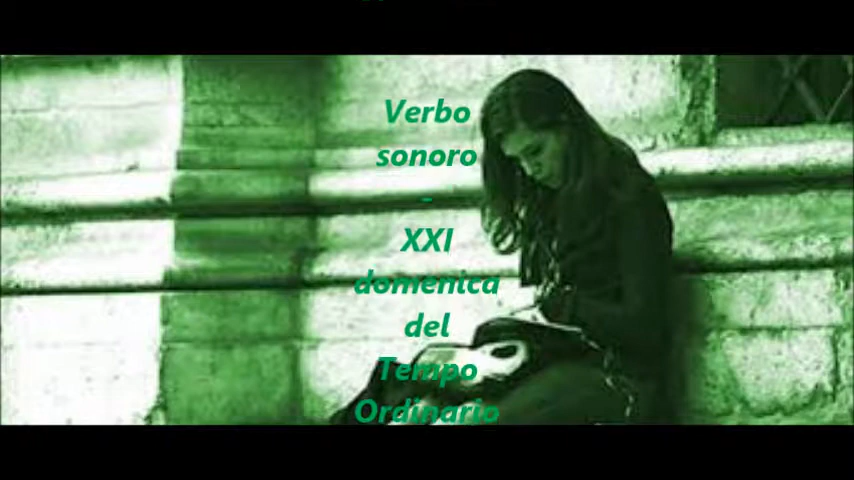 Verbo
sonoro
-
XXI
domenica
del
Tempo
Ordinario